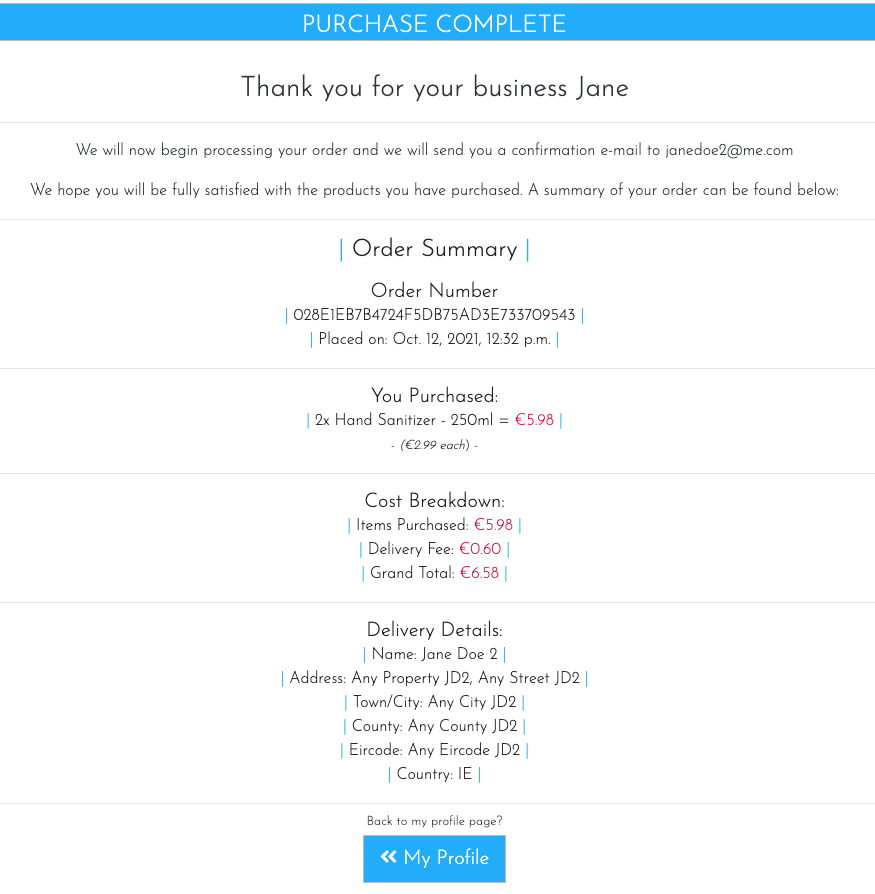 PURCHASE COMPLETE
Thank you for your business Jane
We will now begin processing your order and we will send you a confirmation e-mail to janedoe2@me.com
We hope you will be fully satisfied with the products you have purchased. A summary of your order can be found below:
| Order Summary |
Order Number
| 028E1EB7B4724F5DB75AD3E733709543 |
| Placed on: Oct. 12, 2021, 12:32 p.m. |
You Purchased:
| 2x Hand Sanitizer - 250ml = €5.98 |
- (€2.99 each) -
Cost Breakdown:
| Items Purchased: €5.98 |
| Delivery Fee: €0.60 |
| Grand Total: €6.58 |
Delivery Details:
| Name: Jane Doe 2 |
| Address: Any Property JD2, Any Street JD2 |
| Town/City: Any City JD2 |
| County: Any County JD2 |
| Eircode: Any Eircode JD2 |
| Country: IE |
Back to my profile page?
« My Profile